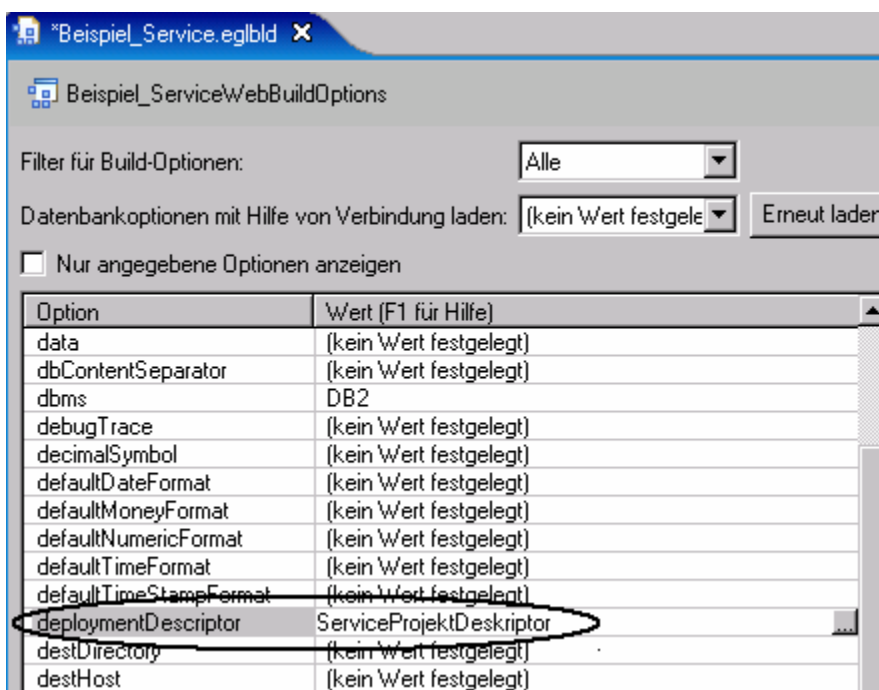 *Beispiel_Service.eglbld
Beispiel_ServiceWebBuildOptions
Filter für Build-Optionen: Alle
Datenbankoptionen mit Hilfe von Verbindung laden: (kein Wert festgele Erneut laden
Nur angegebene Optionen anzeigen
Option Wert (F1 für Hilfe)
data (kein Wert festgelegt)
dbContentSeparator (kein Wert festgelegt)
dbms DB2
debugTrace (kein Wert festgelegt)
decimalSymbol (kein Wert festgelegt)
defaultDateFormat (kein Wert festgelegt)
defaultMoneyFormat (kein Wert festgelegt)
defaultNumericFormat (kein Wert festgelegt)
defaultTimeFormat (kein Wert festgelegt)
defaultTimeStampFormat (kein Wert festgelegt)
deploymentDescriptor ServiceProjektDeskriptor ...
destDirectory (kein Wert festgelegt)
destHost (kein Wert festgelegt)